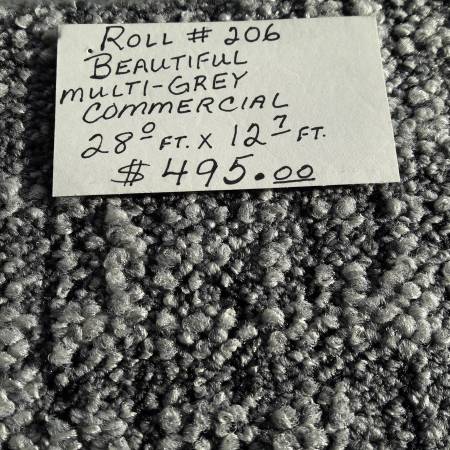 .ROLL # 206
BEAUTIFUL
MULTI-GREY
COMMERCIAL
28⁰ FT. X 12⁷ FT.
$ 495.00